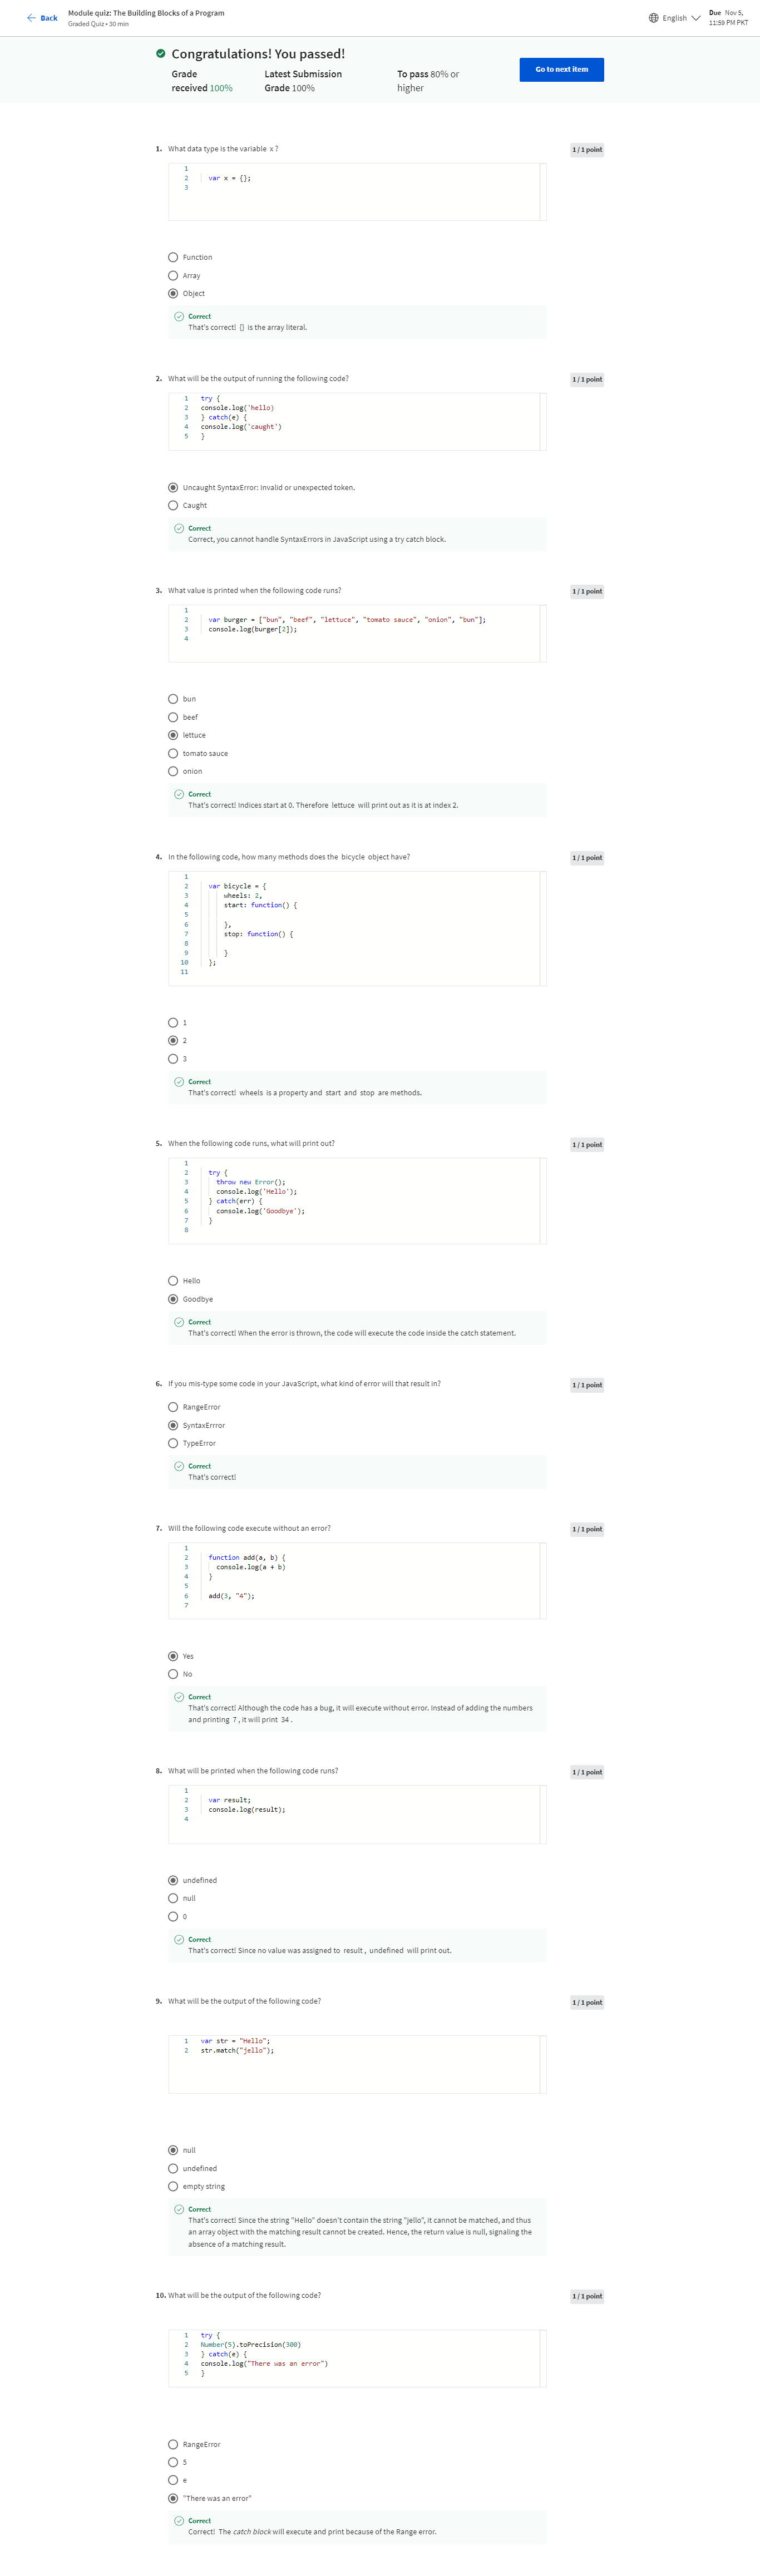 Back
Module quiz: The Building Blocks of a Program
Graded Quiz • 30 min
English
Due Nov 5,
11:59 PM PKT
Congratulations! You passed!
Grade
received 100%
Latest Submission
Grade 100%
To pass 80% or
higher
Go to next item
1. What data type is the variable x ?
1 / 1 point
1
2 var x = {};
3
Function
Array
Object
Correct
That's correct! [] is the array literal.
2. What will be the output of running the following code?
1 / 1 point
1 try {
2 console.log('hello)
3 } catch(e) {
4 console.log('caught')
5 }
Uncaught SyntaxError: Invalid or unexpected token.
Caught
Correct
Correct, you cannot handle SyntaxErrors in JavaScript using a try catch block.
3. What value is printed when the following code runs?
1 / 1 point
1
2 var burger = ["bun", "beef", "lettuce", "tomato sauce", "onion", "bun"];
3 console.log(burger[2]);
4
bun
beef
lettuce
tomato sauce
onion
Correct
That's correct! Indices start at 0. Therefore lettuce will print out as it is at index 2.
4. In the following code, how many methods does the bicycle object have?
1 / 1 point
1
2 var bicycle = {
3 wheels: 2,
4 start: function() {
5
6 },
7 stop: function() {
8
9 }
10 };
11
1
2
3
Correct
That's correct! wheels is a property and start and stop are methods.
5. When the following code runs, what will print out?
1 / 1 point
1
2 try {
3 throw new Error();
4 console.log('Hello');
5 } catch(err) {
6 console.log('Goodbye');
7 }
8
Hello
Goodbye
Correct
That's correct! When the error is thrown, the code will execute the code inside the catch statement.
6. If you mis-type some code in your JavaScript, what kind of error will that result in?
1 / 1 point
RangeError
SyntaxErrror
TypeError
Correct
That's correct!
7. Will the following code execute without an error?
1 / 1 point
1
2 function add(a, b) {
3 console.log(a + b)
4 }
5
6 add(3, "4");
7
Yes
No
Correct
That's correct! Although the code has a bug, it will execute without error. Instead of adding the numbers
and printing 7 , it will print 34 .
8. What will be printed when the following code runs?
1 / 1 point
1
2 var result;
3 console.log(result);
4
undefined
null
0
Correct
That's correct! Since no value was assigned to result , undefined will print out.
9. What will be the output of the following code?
1 / 1 point
1 var str = "Hello";
2 str.match("jello");
null
undefined
empty string
Correct
That's correct! Since the string "Hello" doesn't contain the string "jello", it cannot be matched, and thus
an array object with the matching result cannot be created. Hence, the return value is null, signaling the
absence of a matching result.
10. What will be the output of the following code?
1 / 1 point
1 try {
2 Number(5).toPrecision(300)
3 } catch(e) {
4 console.log("There was an error")
5 }
RangeError
5
e
"There was an error"
Correct
Correct! The catch block will execute and print because of the Range error.